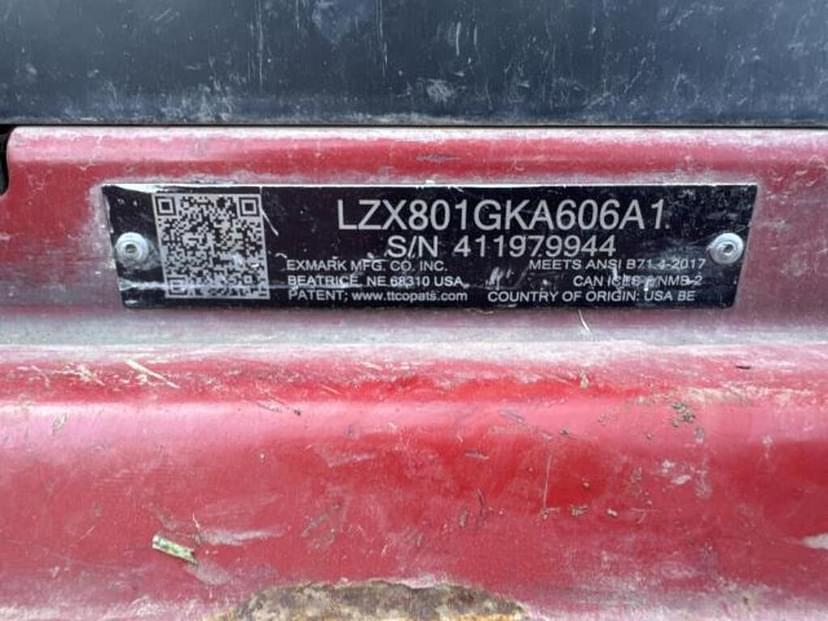 LZX801GKA606A1
S/N 411979944
EXMARK MFG. CO. INC. MEETS ANSI B71.4-2017
BEATRICE, NE 68310 USA CAN ICES-2/NMB-2
PATENT: www.ttcopats.com COUNTRY OF ORIGIN: USA BE